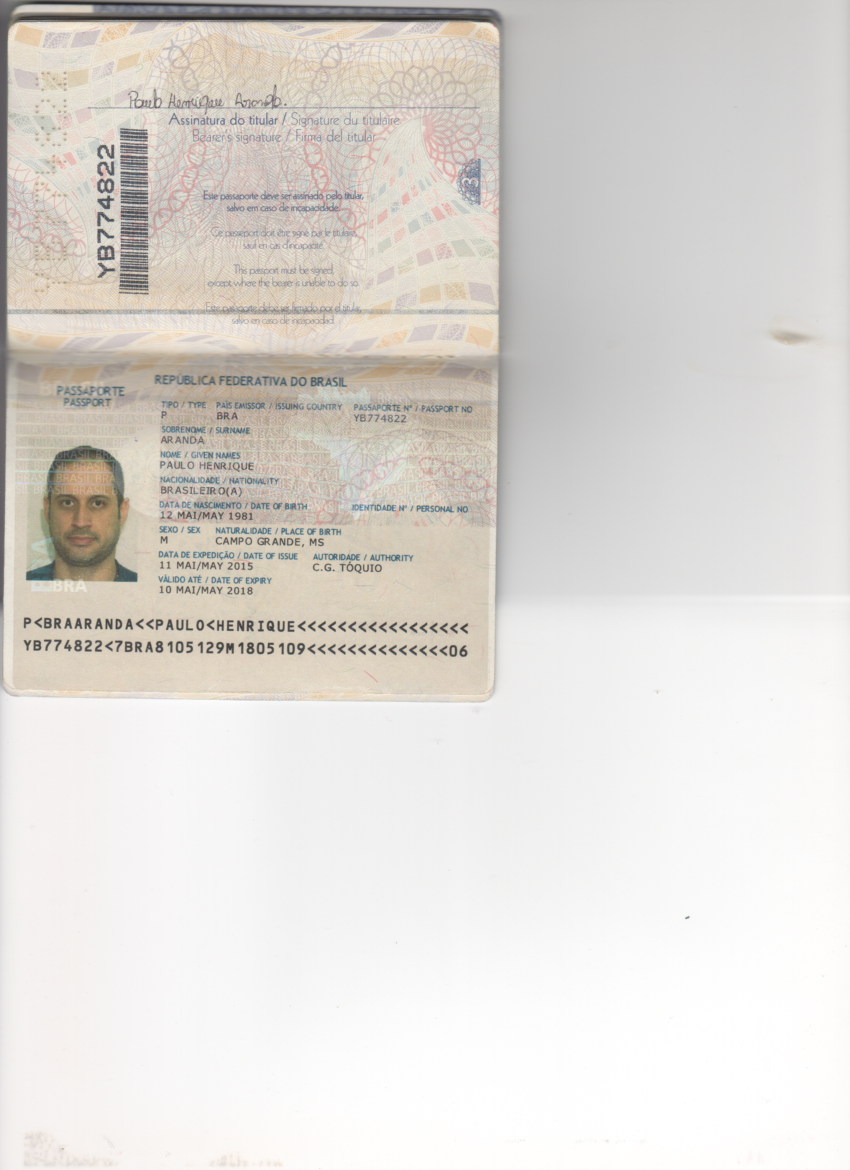 Paulo Henrique Aranda.
Assinatura do titular / Signature du titulaire
Bearer's signature / Firma del titular
YB774822
Este passaporte deve ser assinado pelo titular,
salvo em caso de incapacidade.
Ce passeport doit être signé par le titulaire,
sauf en cas d'incapacité.
This passport must be signed,
except where the bearer is unable to do so.
Este pasaporte debe ser firmado por el titular,
salvo en caso de incapacidad.
PASSAPORTE
PASSPORT
REPÚBLICA FEDERATIVA DO BRASIL
TIPO / TYPE PAÍS EMISSOR / ISSUING COUNTRY PASSAPORTE Nº / PASSPORT NO
P BRA YB774822
SOBRENOME / SURNAME
ARANDA
NOME / GIVEN NAMES
PAULO HENRIQUE
NACIONALIDADE / NATIONALITY
BRASILEIRO(A)
DATA DE NASCIMENTO / DATE OF BIRTH IDENTIDADE Nº / PERSONAL NO
12 MAI/MAY 1981
SEXO / SEX NATURALIDADE / PLACE OF BIRTH
M CAMPO GRANDE, MS
DATA DE EXPEDIÇÃO / DATE OF ISSUE AUTORIDADE / AUTHORITY
11 MAI/MAY 2015 C.G. TÓQUIO
VÁLIDO ATÉ / DATE OF EXPIRY
10 MAI/MAY 2018
BRA
P<BRAARANDA<<PAULO<HENRIQUE<<<<<<<<<<<<<<<<<
YB774822<7BRA8105129M1805109<<<<<<<<<<<<<<06